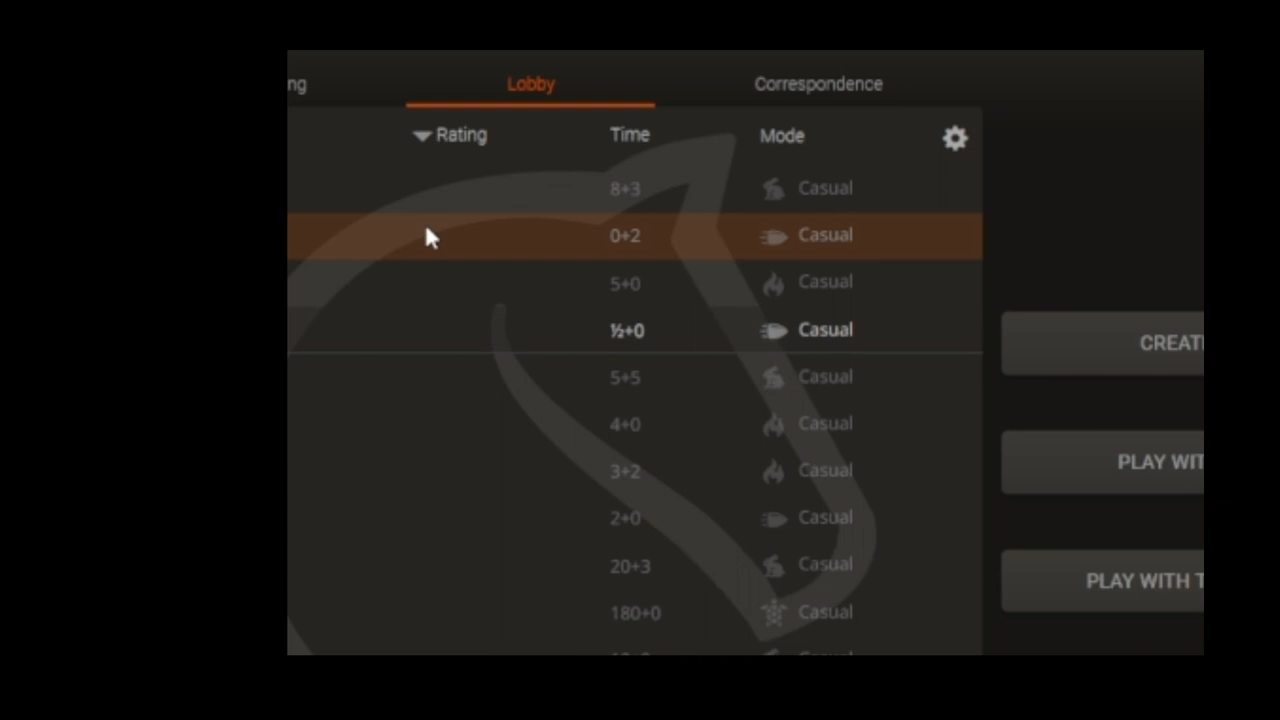 ng Lobby Correspondence
Rating Time Mode
8+3 Casual
0+2 Casual
5+0 Casual
½+0 Casual
CREAT
5+5 Casual
4+0 Casual
PLAY WIT
3+2 Casual
2+0 Casual
20+3 Casual
PLAY WITH T
180+0 Casual